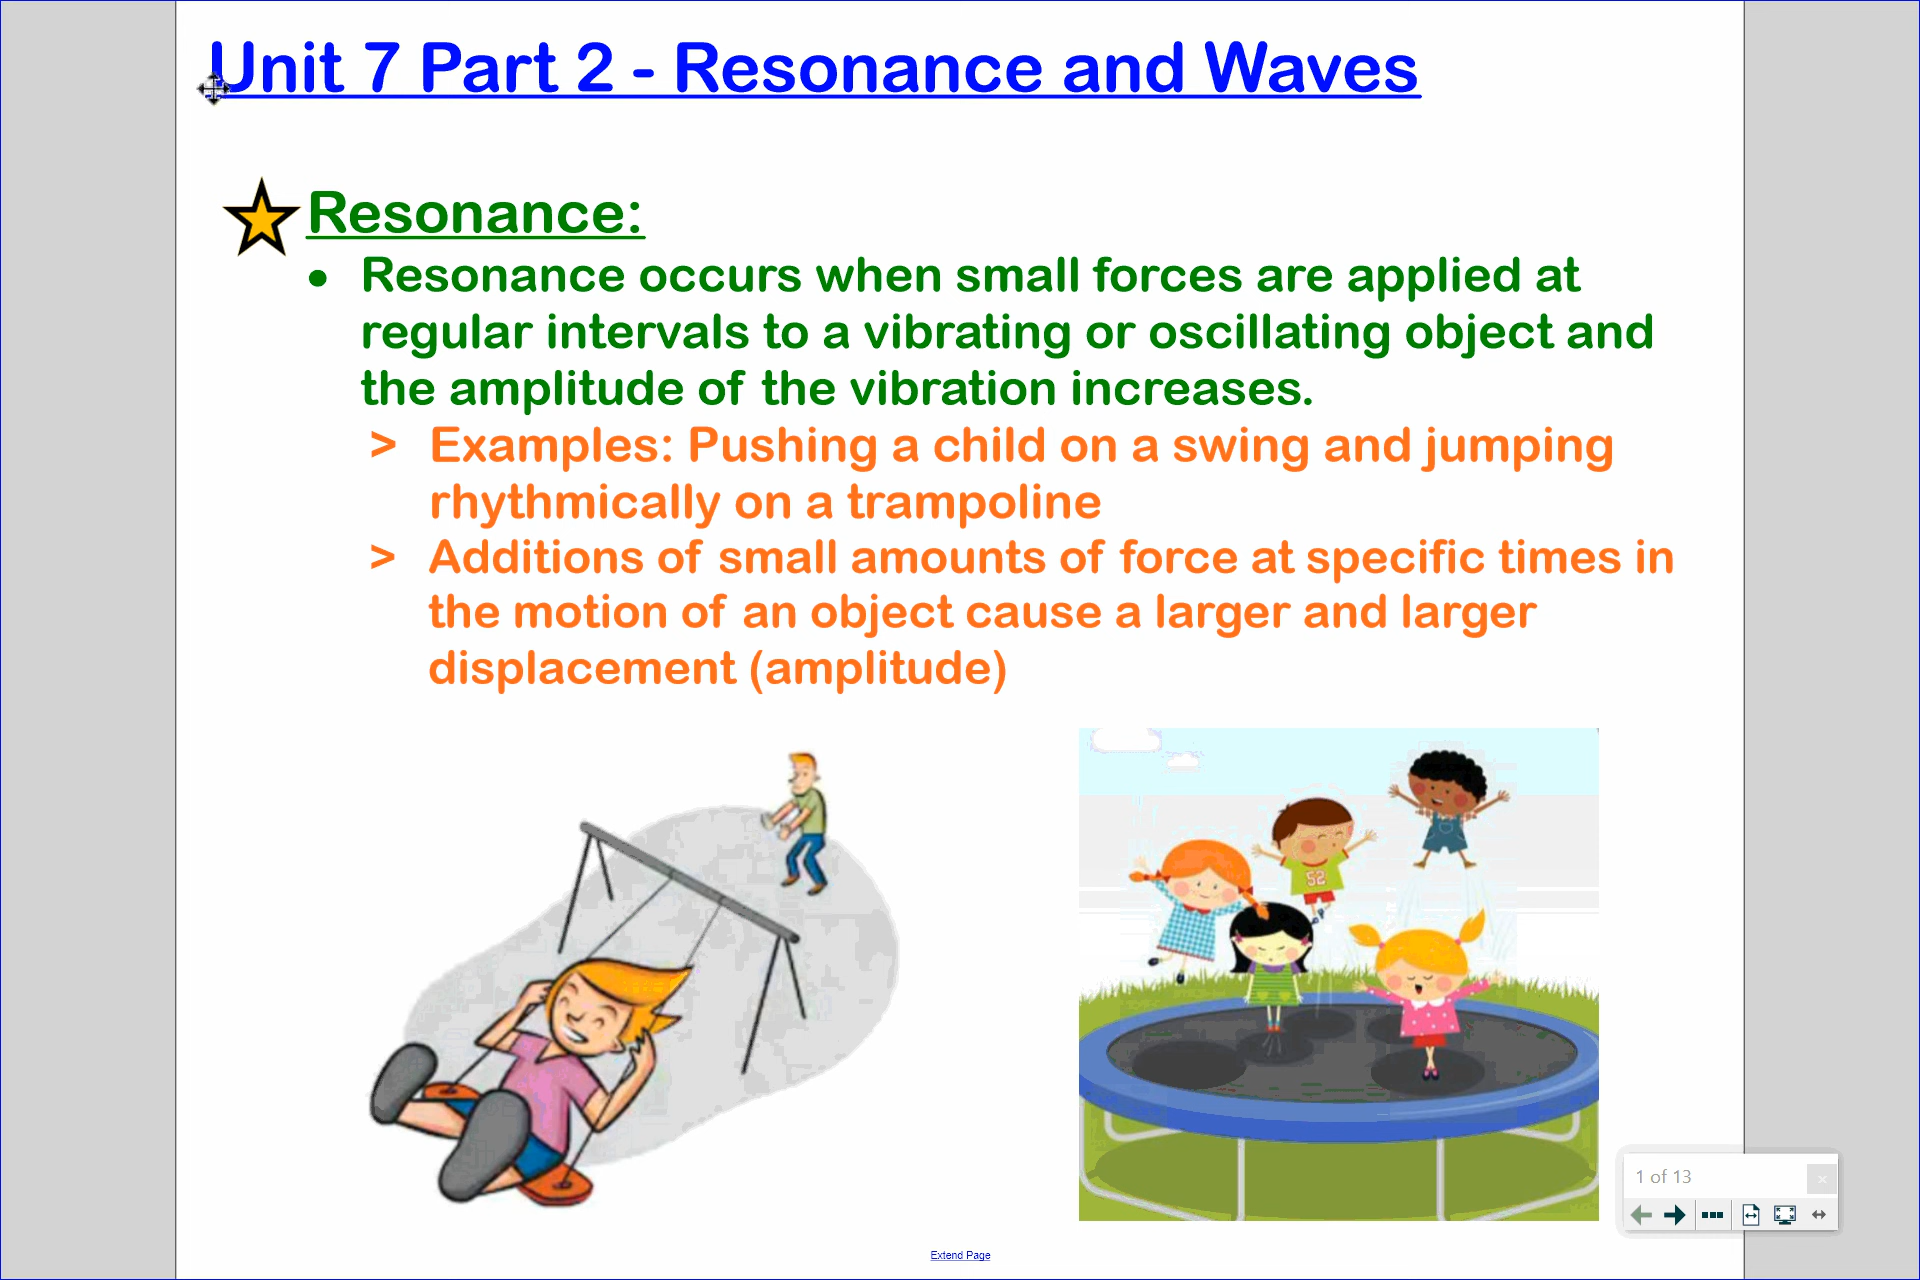 Unit 7 Part 2 - Resonance and Waves
Resonance:
• Resonance occurs when small forces are applied at
regular intervals to a vibrating or oscillating object and
the amplitude of the vibration increases.
> Examples: Pushing a child on a swing and jumping
rhythmically on a trampoline
> Additions of small amounts of force at specific times in
the motion of an object cause a larger and larger
displacement (amplitude)
52
1 of 13
Extend Page